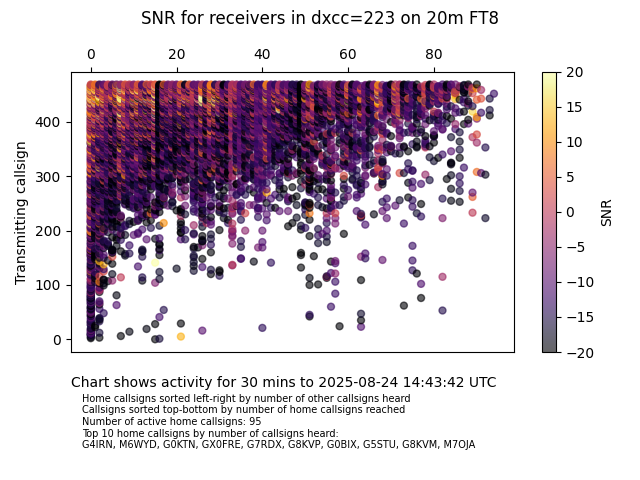 SNR for receivers in dxcc=223 on 20m FT8
0 20 40 60 80
400
300
200
100
0
Transmitting callsign
20
15
10
5
0
−5
−10
−15
−20
SNR
Chart shows activity for 30 mins to 2025-08-24 14:43:42 UTC
Home callsigns sorted left-right by number of other callsigns heard
Callsigns sorted top-bottom by number of home callsigns reached
Number of active home callsigns: 95
Top 10 home callsigns by number of callsigns heard:
G4IRN, M6WYD, G0KTN, GX0FRE, G7RDX, G8KVP, G0BIX, G5STU, G8KVM, M7OJA